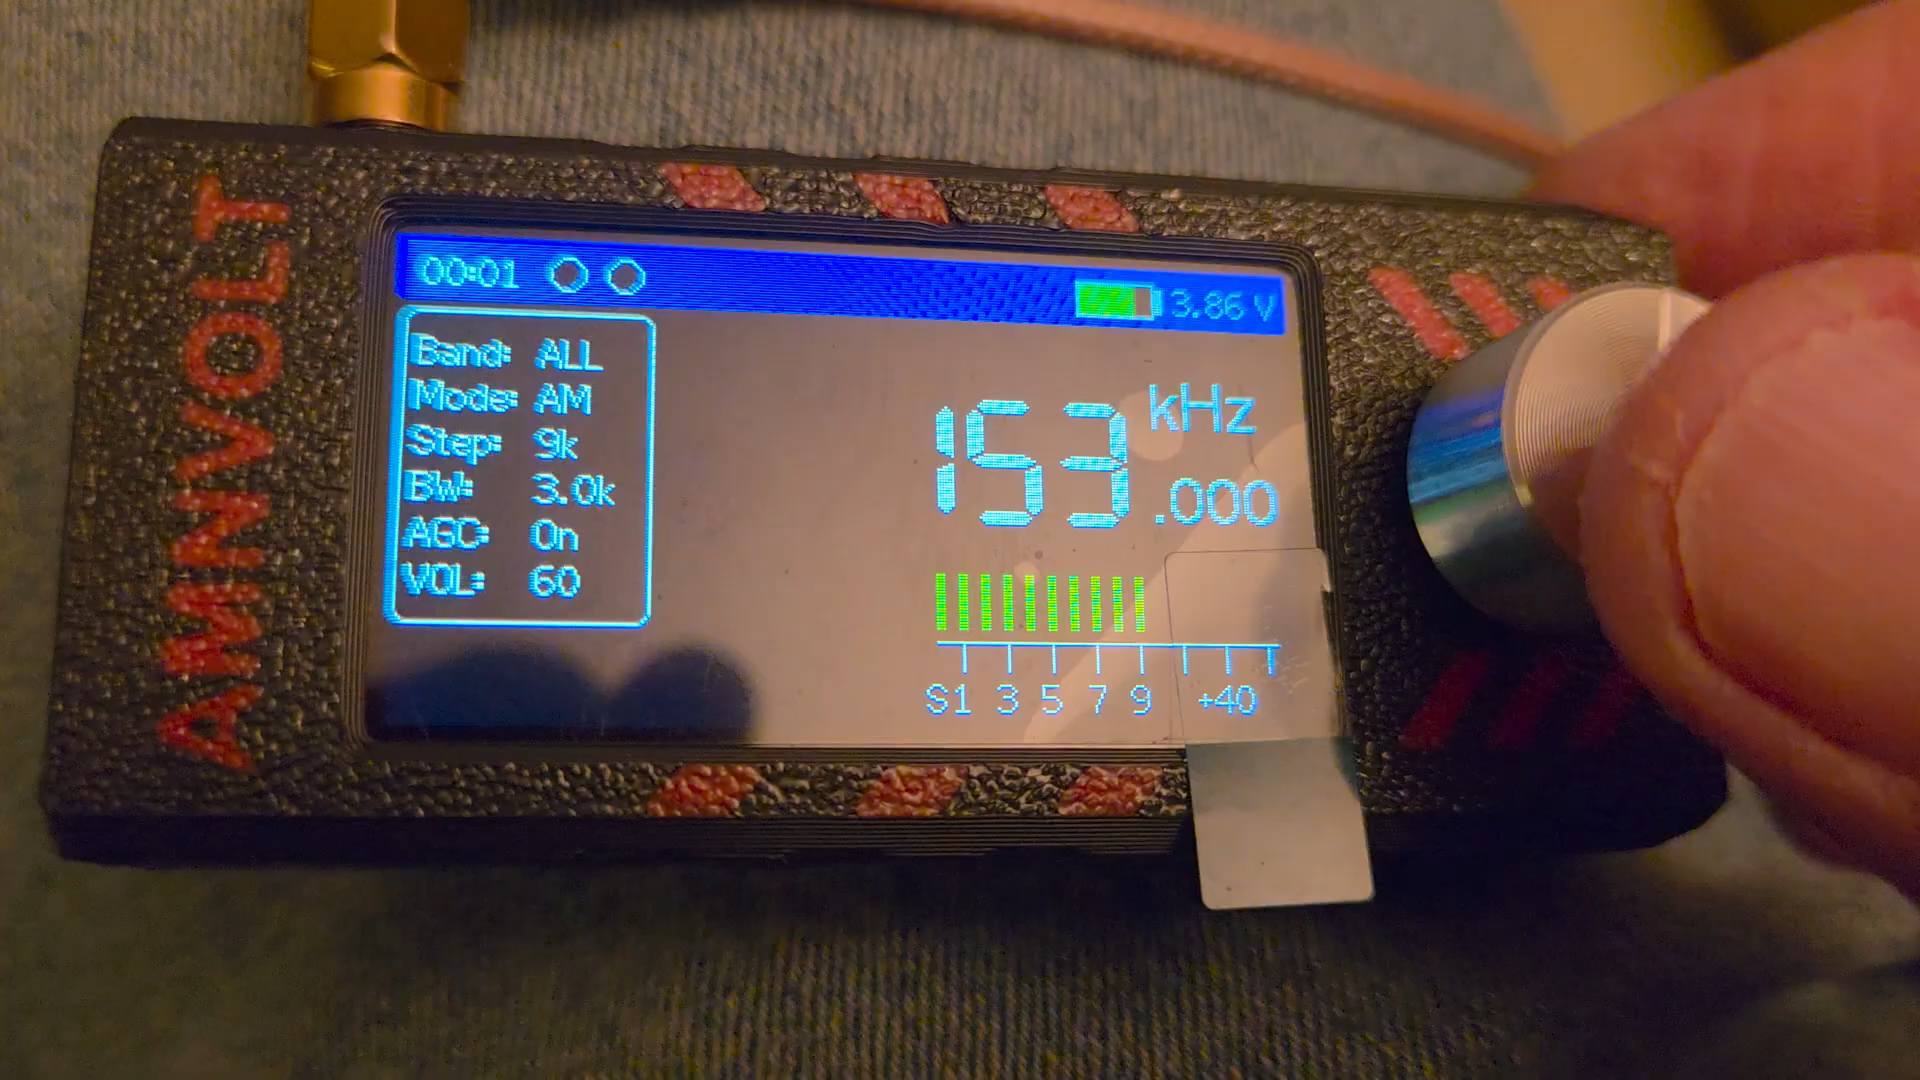 AMNVOLT
00:01
3.86 V
Band: ALL
Mode: AM
Step: 9k
BW: 3.0k
AGC: On
VOL: 60
153.000 kHz
S1 3 5 7 9 +40